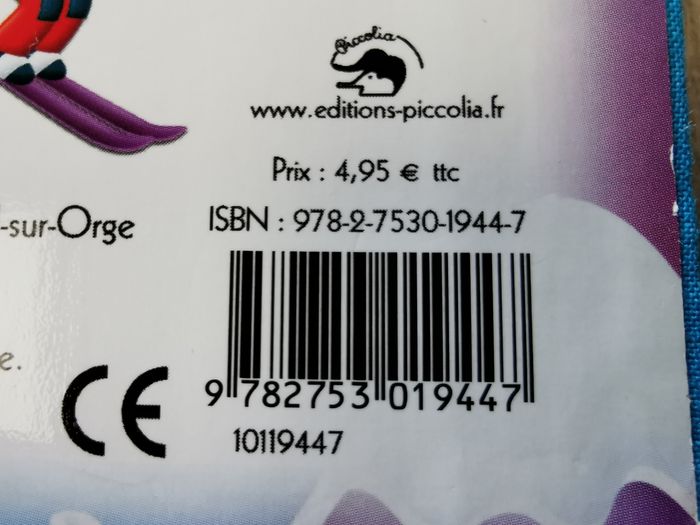 Piccolia
www.editions-piccolia.fr
Prix : 4,95 € ttc
-sur-Orge
ISBN : 978-2-7530-1944-7
e.
CE
9 782753 019447
10119447